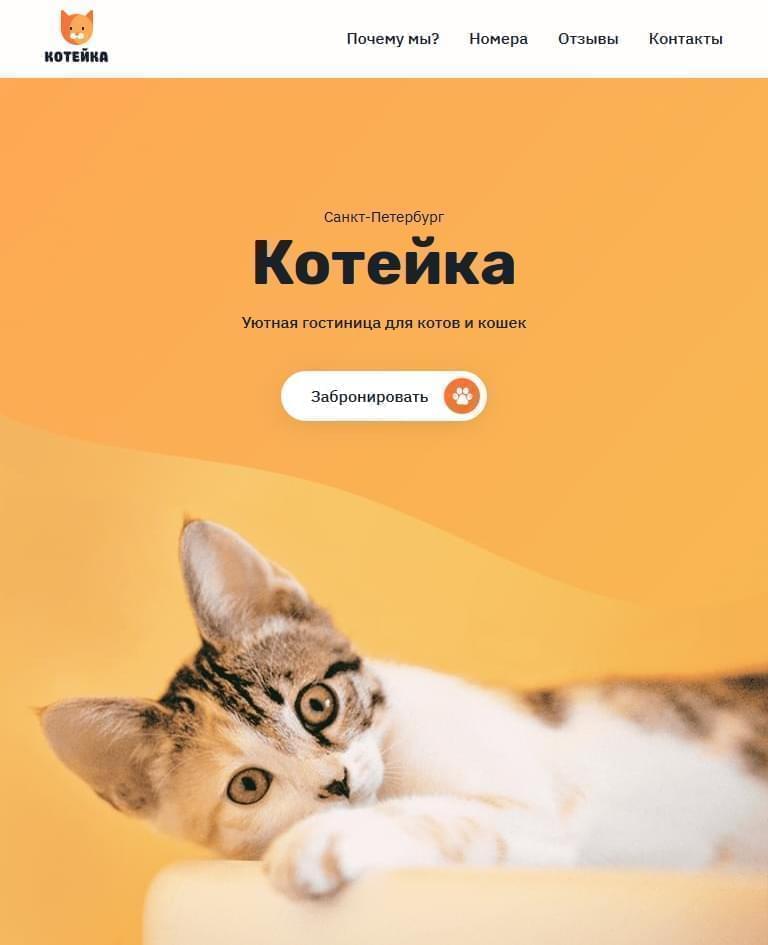 КОТЕЙКА
Почему мы? Номера Отзывы Контакты
Санкт-Петербург
Котейка
Уютная гостиница для котов и кошек
Забронировать